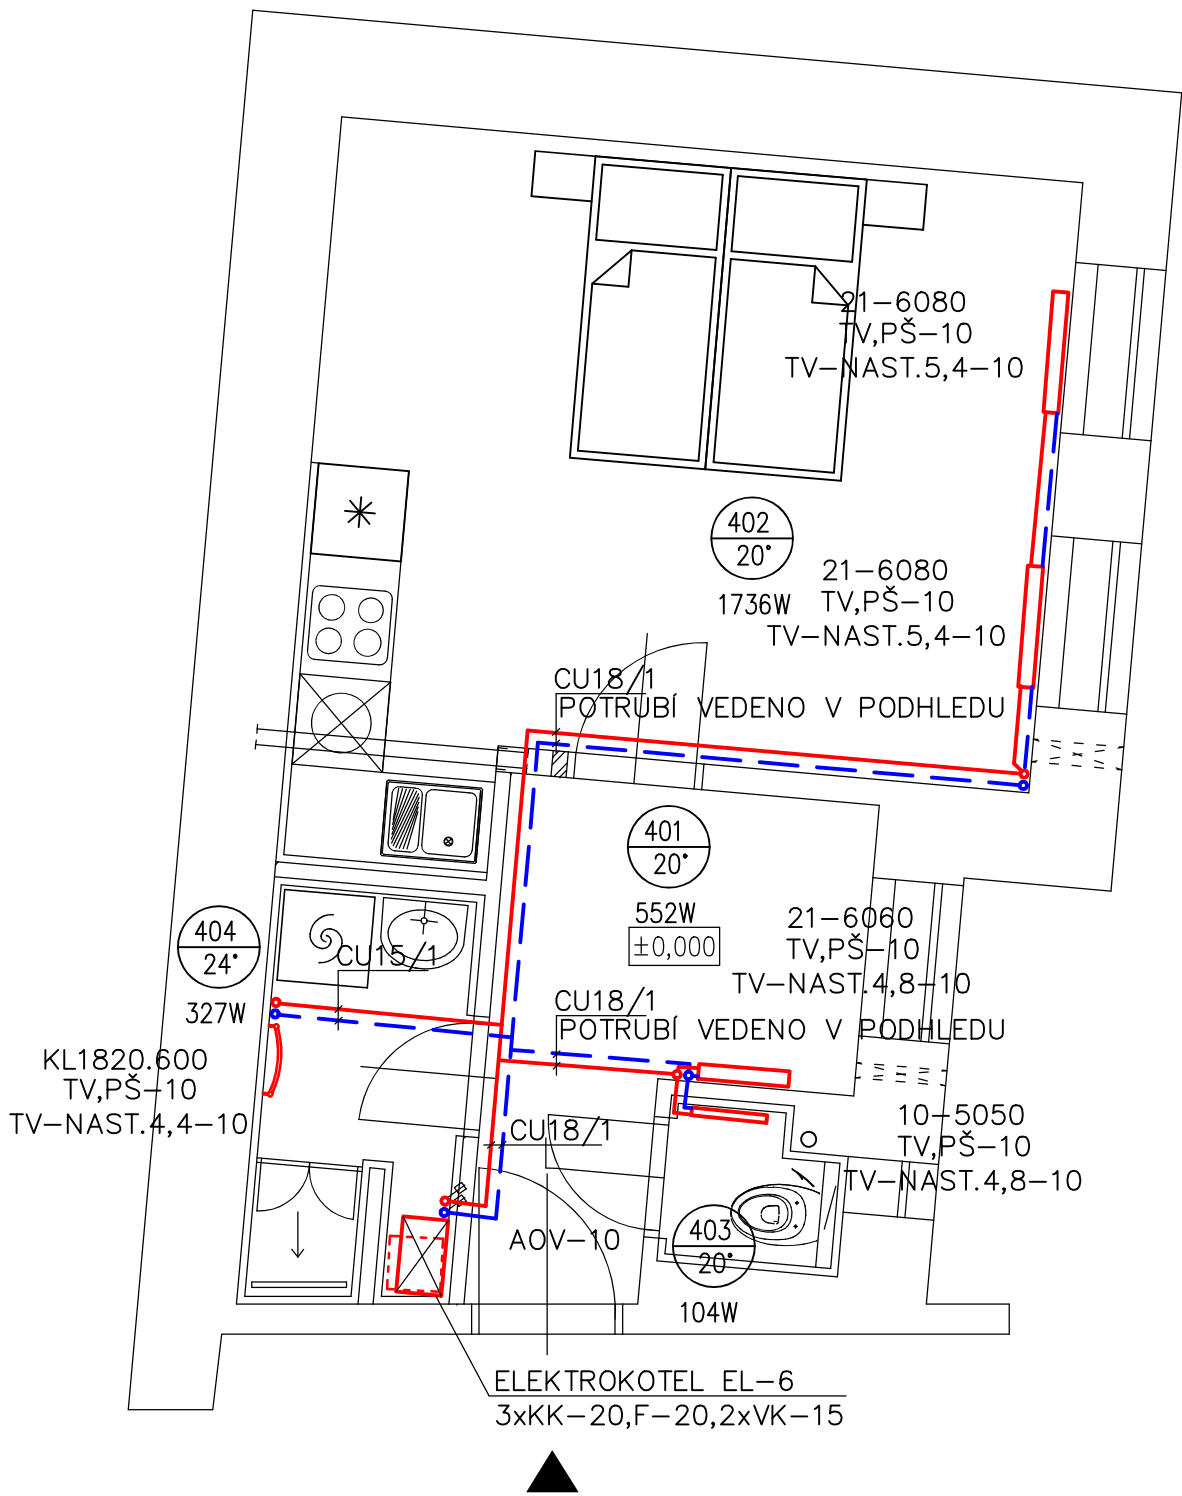 21-6080
TV,PŠ-10
TV-NAST.5,4-10
402
20°
1736W
21-6080
TV,PŠ-10
TV-NAST.5,4-10
CU18/1
POTRUBÍ VEDENO V PODHLEDU
401
20°
552W
±0,000
21-6060
TV,PŠ-10
TV-NAST.4,8-10
404
24°
327W
CU15/1
CU18/1
POTRUBÍ VEDENO V PODHLEDU
KL1820.600
TV,PŠ-10
TV-NAST.4,4-10
10-5050
TV,PŠ-10
TV-NAST.4,8-10
CU18/1
AOV-10
403
20°
104W
ELEKTROKOTEL EL-6
3xKK-20,F-20,2xVK-15